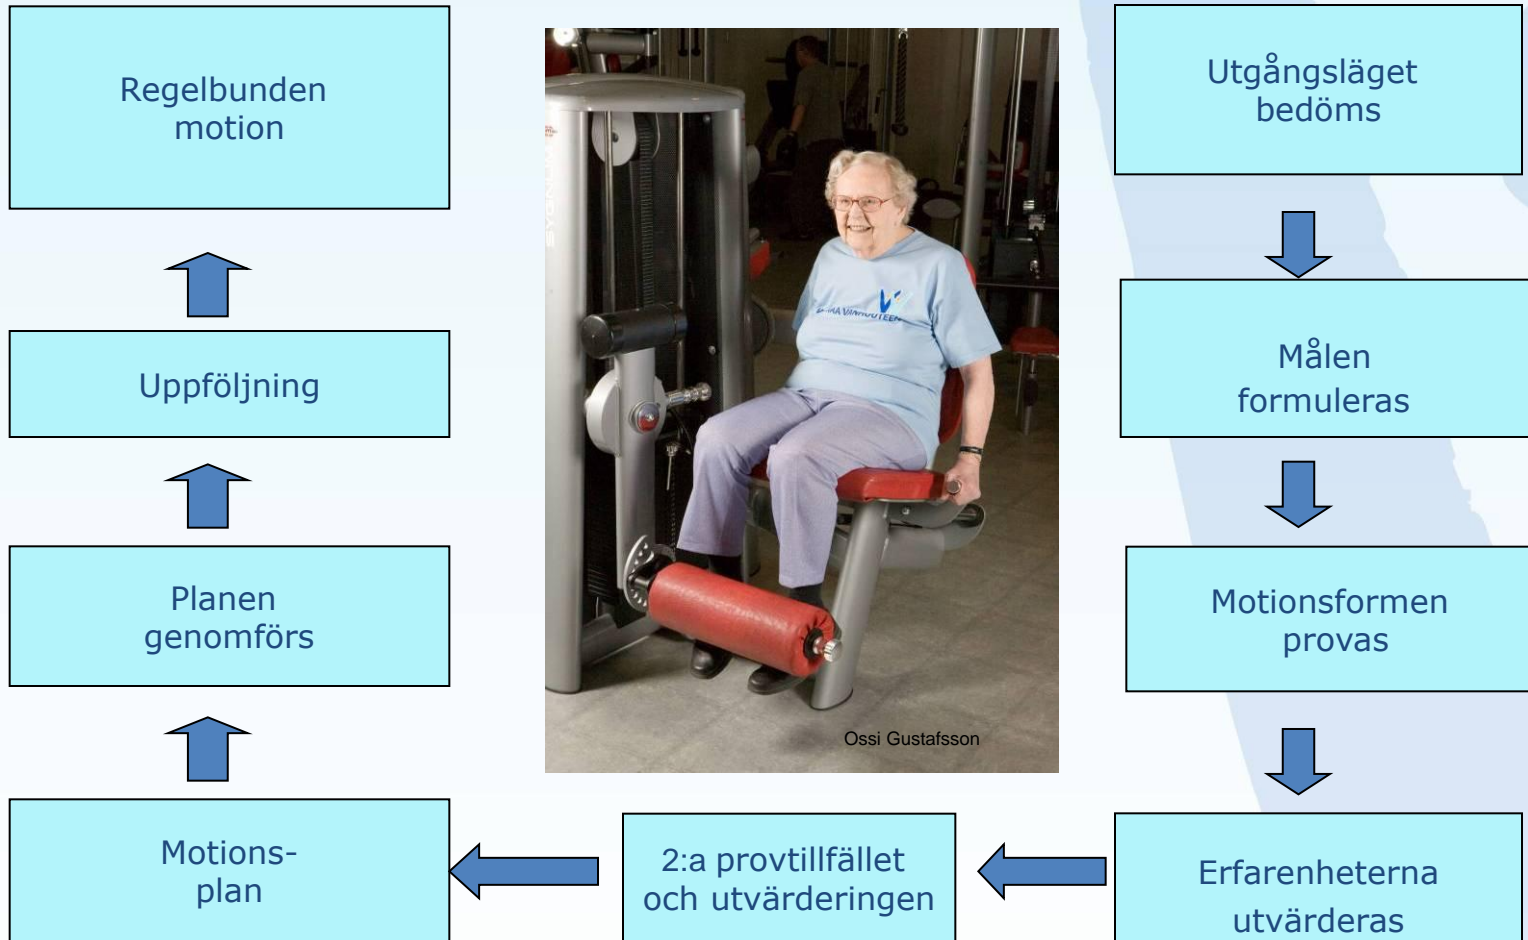 Utgångsläget
bedöms
Målen
formuleras
Motionsformen
provas
Erfarenheterna
utvärderas
2:a provtillfället
och utvärderingen
Motions-
plan
Planen
genomförs
Uppföljning
Regelbunden
motion
Ossi Gustafsson